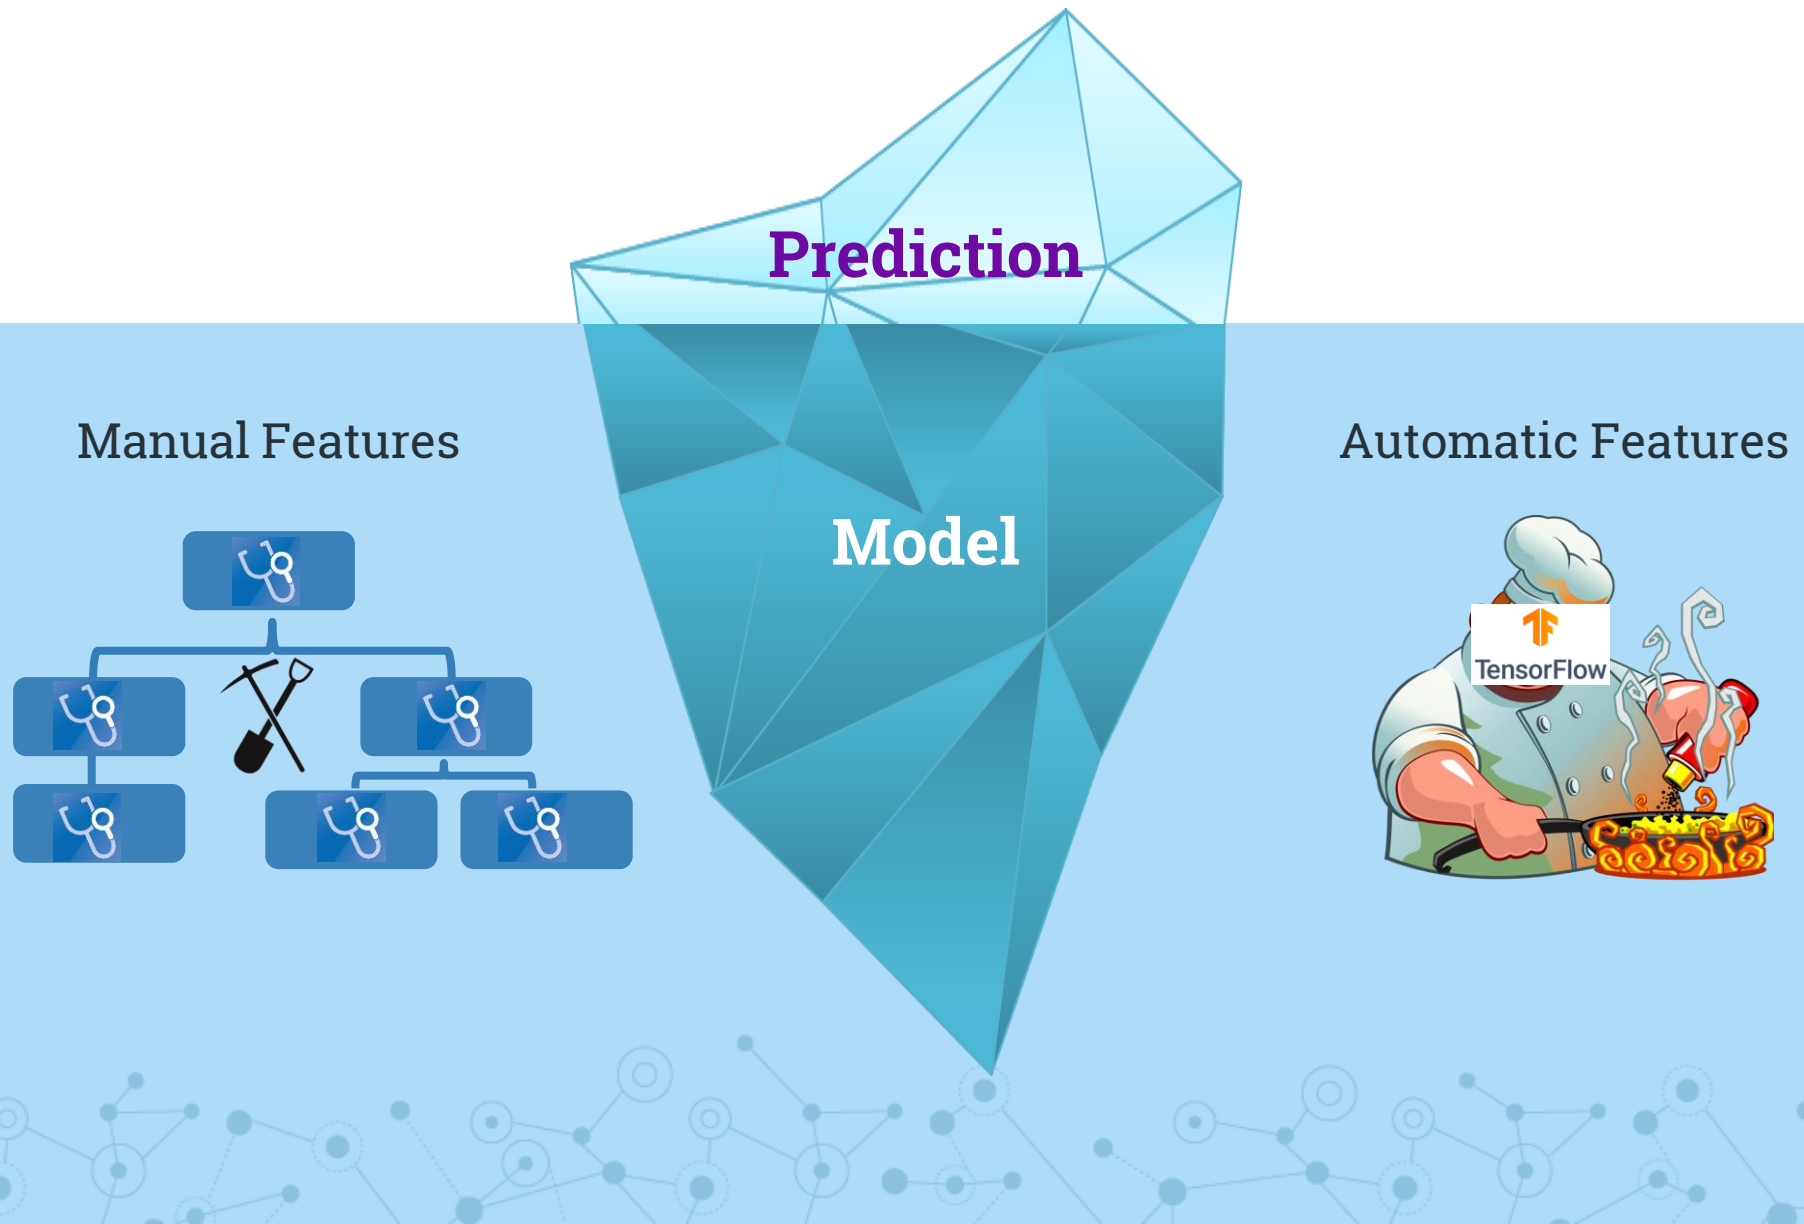 Prediction
Manual Features
Automatic Features
Model
TensorFlow